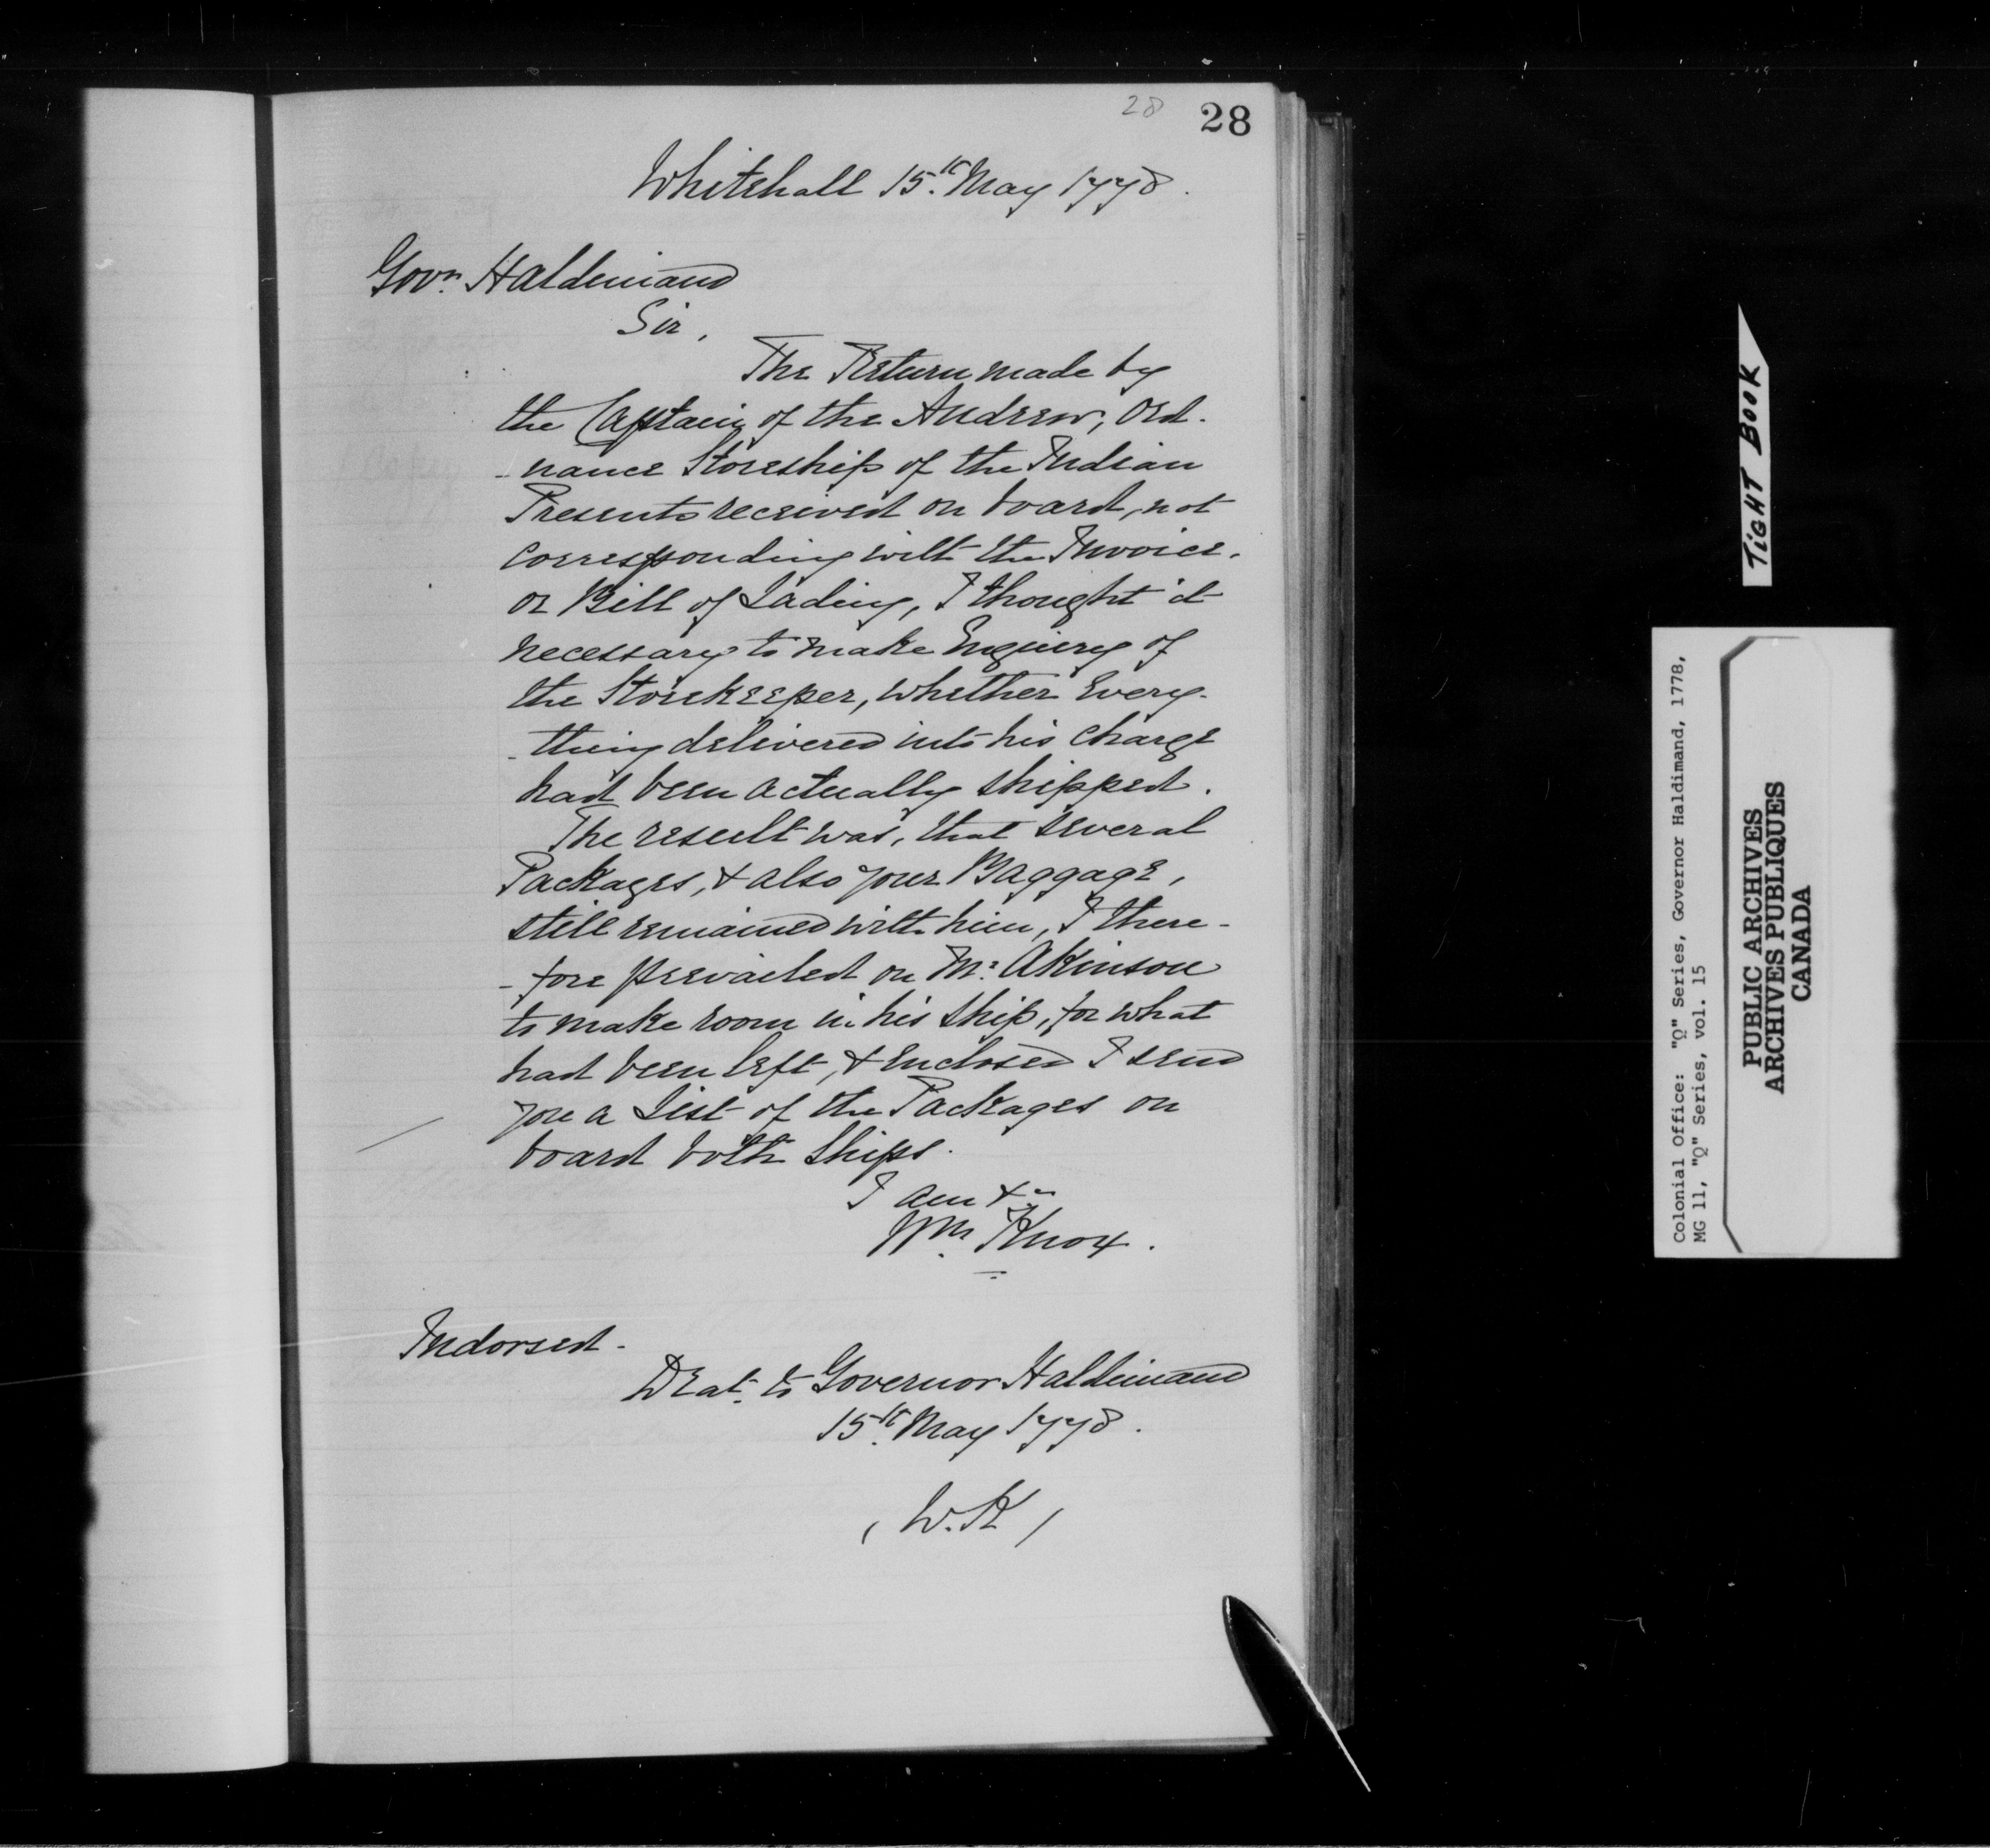 28 28
Whitehall 15th May 1778.
Govr. Haldimand
Sir,
The Return made by
the Captain of the Andrew, Ord-
-nance Storeship of the Indian
Presents received on board, not
corresponding with the Invoice.
or Bill of Lading, I thought it
necessary to make Enquiry of
the Storekeeper, whether every-
-thing delivered into his charge
had been actually shipped.
The result was, that several
Packages, & also your Baggage,
still remained with him, I there-
-fore prevailed on Mr. Akinson
to make room in his ship, for what
had been left, & enclosed I send
you a List of the Packages on
board both ships.
I am &c
Wm. Knox.
Indorsed-
Drat. to Governor Haldimand
15th May 1778.
(W.K)
TIGHT BOOK
Colonial Office: "Q" Series, Governor Haldimand, 1778,
MG 11, "Q" Series, vol. 15
PUBLIC ARCHIVES
ARCHIVES PUBLIQUES
CANADA